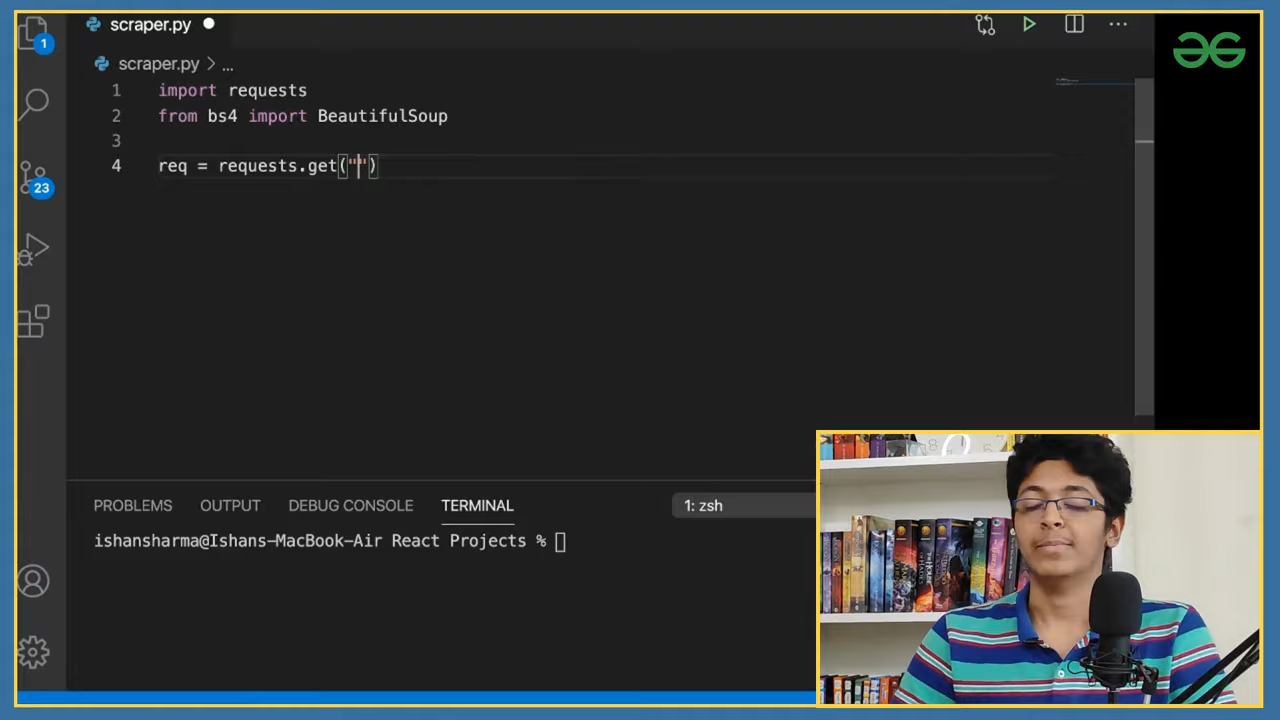 scraper.py
1
scraper.py > ...
1 import requests
2 from bs4 import BeautifulSoup
3
4 req = requests.get("")
23
PROBLEMS OUTPUT DEBUG CONSOLE TERMINAL 1: zsh
ishansharma@Ishans-MacBook-Air React Projects %